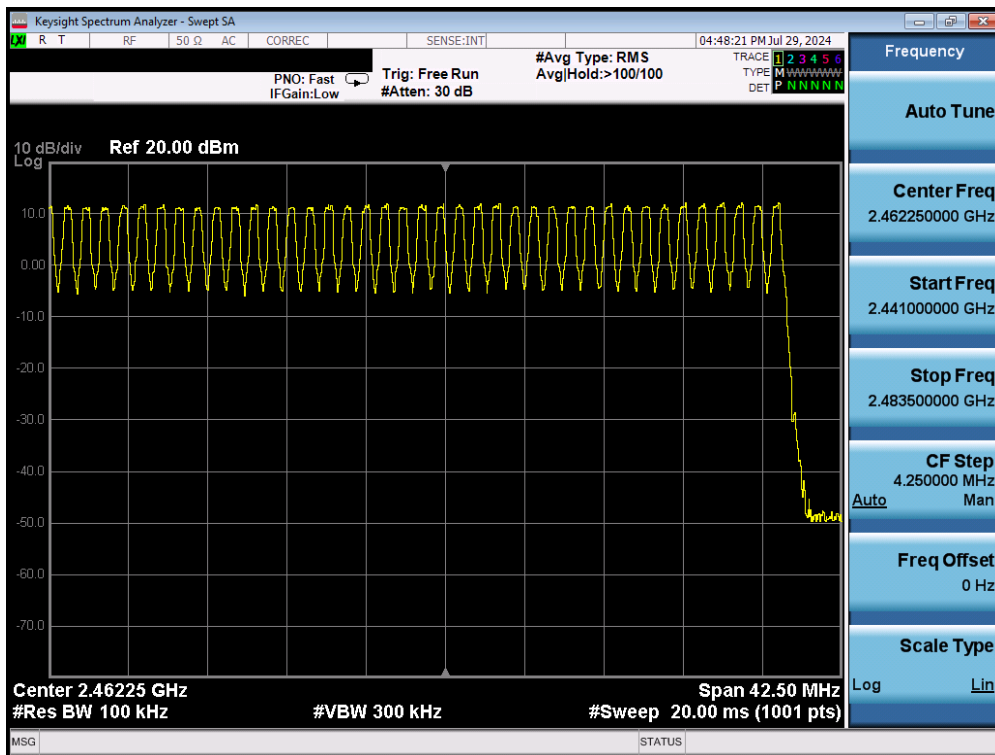 Keysight Spectrum Analyzer - Swept SA
LXI R T RF 50 Ω AC CORREC SENSE:INT 04:48:21 PM Jul 29, 2024
PNO: Fast
IFGain:Low
Trig: Free Run
#Atten: 30 dB
#Avg Type: RMS
Avg|Hold:>100/100
TRACE 1 2 3 4 5 6
TYPE M WWWWW
DET P N N N N N
10 dB/div
Log
Ref 20.00 dBm
10.0
0.00
-10.0
-20.0
-30.0
-40.0
-50.0
-60.0
-70.0
Center 2.46225 GHz
Span 42.50 MHz
#Res BW 100 kHz
#VBW 300 kHz
#Sweep 20.00 ms (1001 pts)
MSG
STATUS
Frequency
Auto Tune
Center Freq
2.462250000 GHz
Start Freq
2.441000000 GHz
Stop Freq
2.483500000 GHz
CF Step
4.250000 MHz
Auto Man
Freq Offset
0 Hz
Scale Type
Log Lin